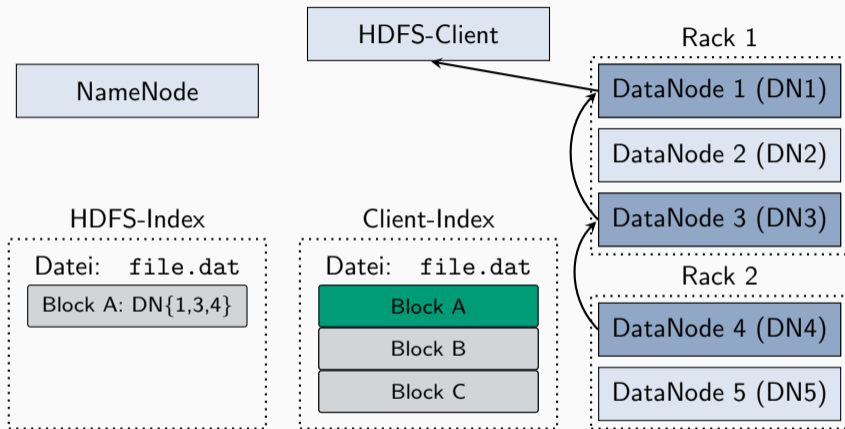 HDFS-Client
NameNode
Rack 1
DataNode 1 (DN1)
DataNode 2 (DN2)
DataNode 3 (DN3)
HDFS-Index
Datei: file.dat
Block A: DN{1,3,4}
Client-Index
Datei: file.dat
Block A
Block B
Block C
Rack 2
DataNode 4 (DN4)
DataNode 5 (DN5)